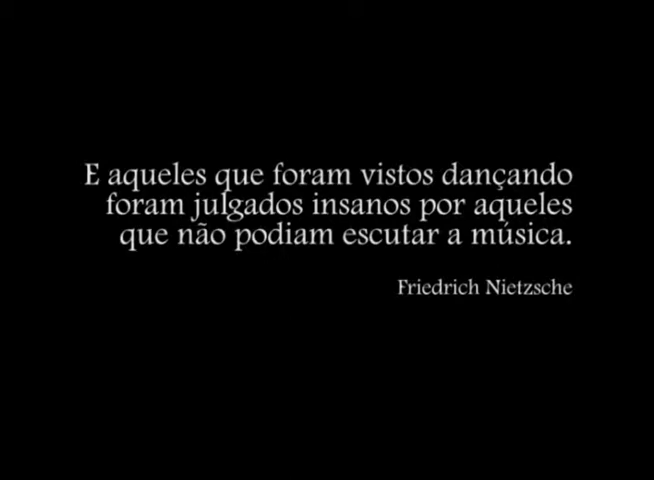 E aqueles que foram vistos dançando
foram julgados insanos por aqueles
que não podiam escutar a música.
Friedrich Nietzsche